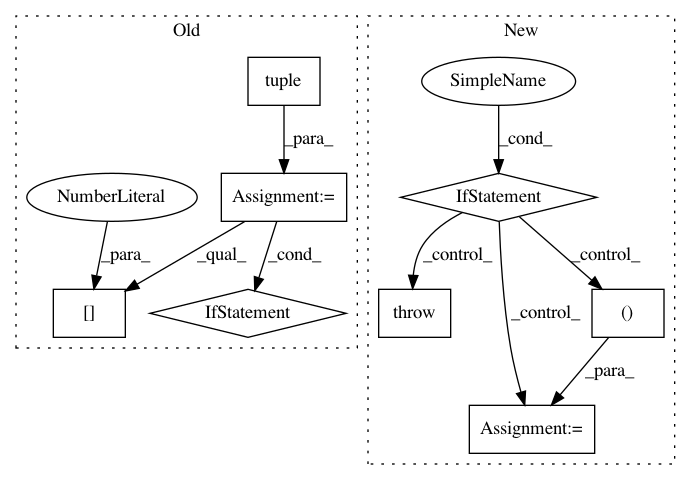 Old
New
tuple
SimpleName
_para_
_cond_
NumberLiteral
Assignment:=
IfStatement
_para_
_qual_
_cond_
_control_
_control_
_control_
[]
IfStatement
throw
()
_para_
Assignment:=